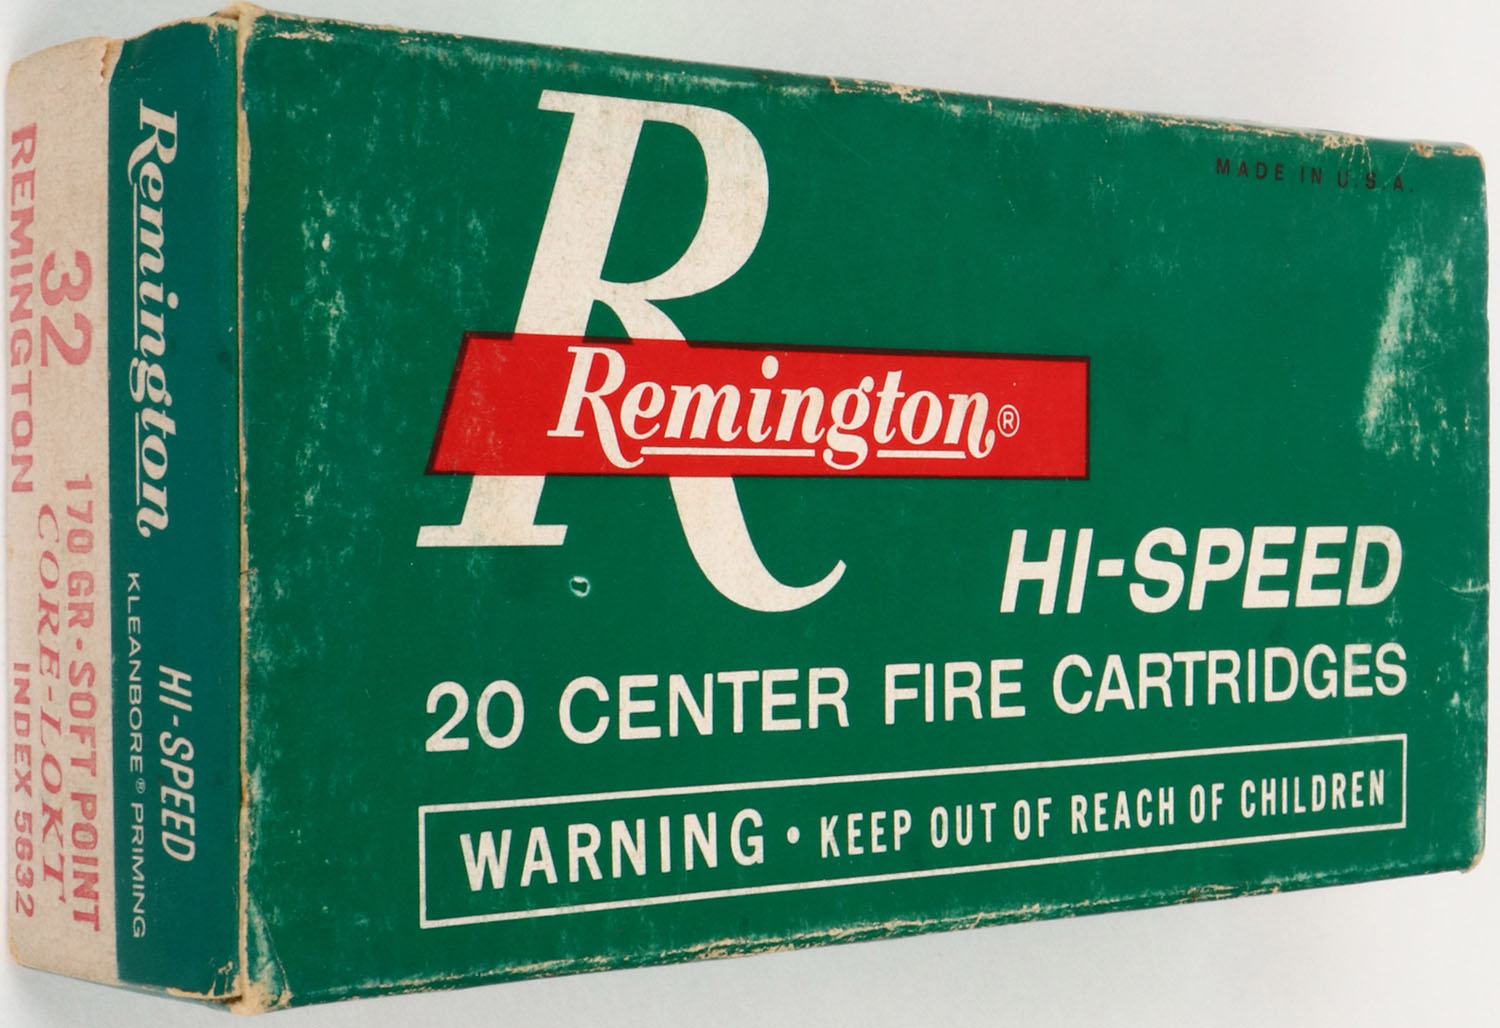 MADE IN U.S.A.
Remington®
HI-SPEED
20 CENTER FIRE CARTRIDGES
WARNING • KEEP OUT OF REACH OF CHILDREN
Remington
HI-SPEED
KLEANBORE® PRIMING
32
REMINGTON
170 GR.-SOFT POINT
CORE-LOKT
INDEX 5832